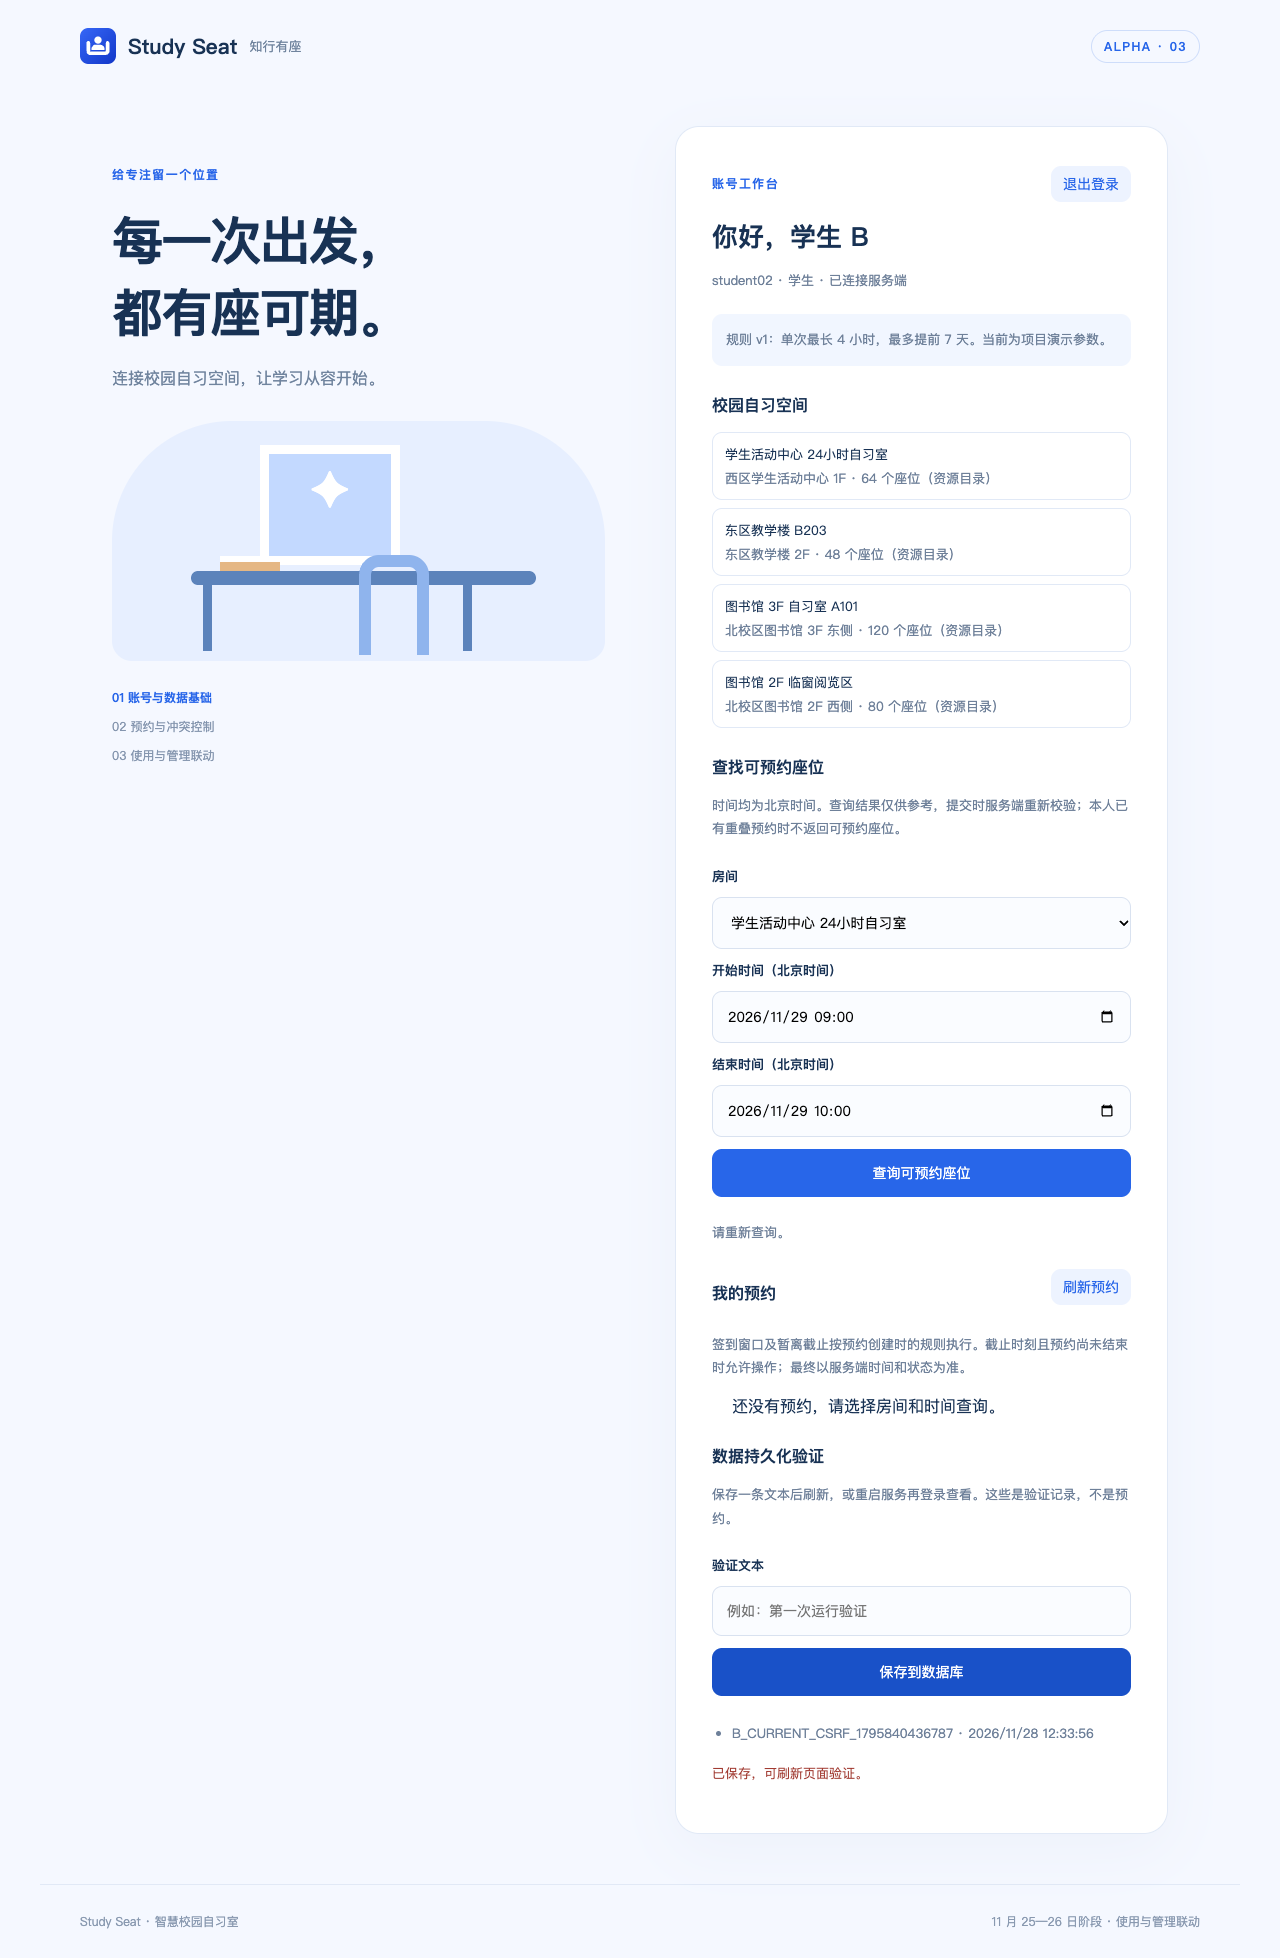 Study Seat 知行有座
ALPHA · 03
给专注留一个位置
每一次出发，
都有座可期。
连接校园自习空间，让学习从容开始。
01 账号与数据基础
02 预约与冲突控制
03 使用与管理联动
账号工作台
退出登录
你好，学生 B
student02 · 学生 · 已连接服务端
规则 v1：单次最长 4 小时，最多提前 7 天。当前为项目演示参数。
校园自习空间
学生活动中心 24小时自习室
西区学生活动中心 1F · 64 个座位（资源目录）
东区教学楼 B203
东区教学楼 2F · 48 个座位（资源目录）
图书馆 3F 自习室 A101
北校区图书馆 3F 东侧 · 120 个座位（资源目录）
图书馆 2F 临窗阅览区
北校区图书馆 2F 西侧 · 80 个座位（资源目录）
查找可预约座位
时间均为北京时间。查询结果仅供参考，提交时服务端重新校验；本人已
有重叠预约时不返回可预约座位。
房间
学生活动中心 24小时自习室
开始时间（北京时间）
2026/11/29 09:00
结束时间（北京时间）
2026/11/29 10:00
查询可预约座位
请重新查询。
我的预约
刷新预约
签到窗口及暂离截止按预约创建时的规则执行。截止时刻且预约尚未结束
时允许操作；最终以服务端时间和状态为准。
还没有预约，请选择房间和时间查询。
数据持久化验证
保存一条文本后刷新，或重启服务再登录查看。这些是验证记录，不是预
约。
验证文本
例如：第一次运行验证
保存到数据库
B_CURRENT_CSRF_1795840436787 · 2026/11/28 12:33:56
已保存，可刷新页面验证。
Study Seat · 智慧校园自习室
11 月 25—26 日阶段 · 使用与管理联动